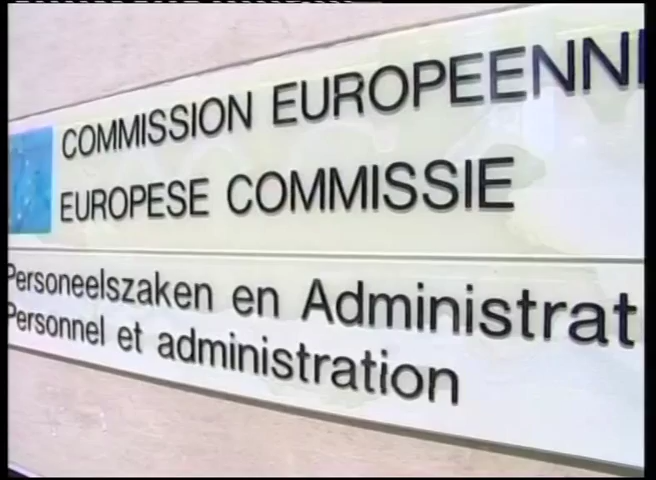 COMMISSION EUROPEENN
EUROPESE COMMISSIE
Personeelszaken en Administrat
Personnel et administration